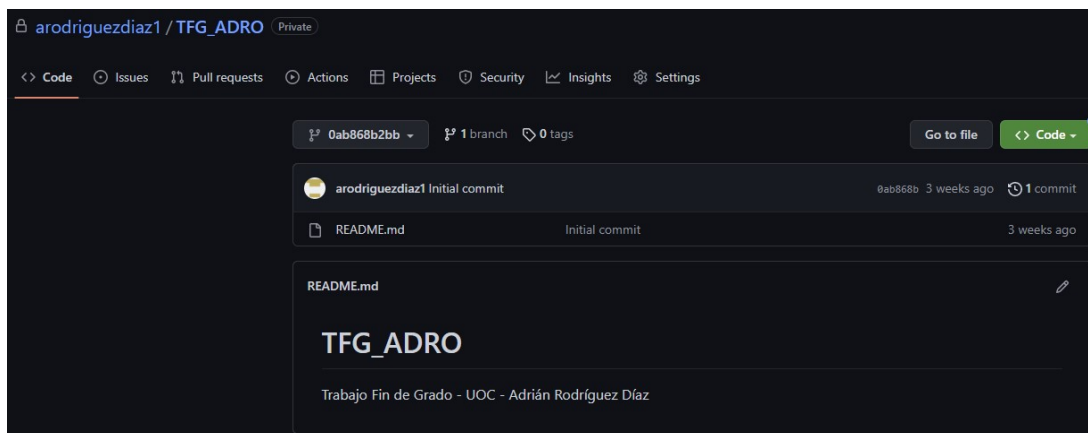 arodriguezdiaz1 / TFG_ADRO Private
<> Code Issues Pull requests Actions Projects Security Insights Settings
0ab868b2bb 1 branch 0 tags Go to file <> Code
arodriguezdiaz1 Initial commit 0ab868b 3 weeks ago 1 commit
README.md Initial commit 3 weeks ago
README.md
TFG_ADRO
Trabajo Fin de Grado - UOC - Adrián Rodríguez Díaz